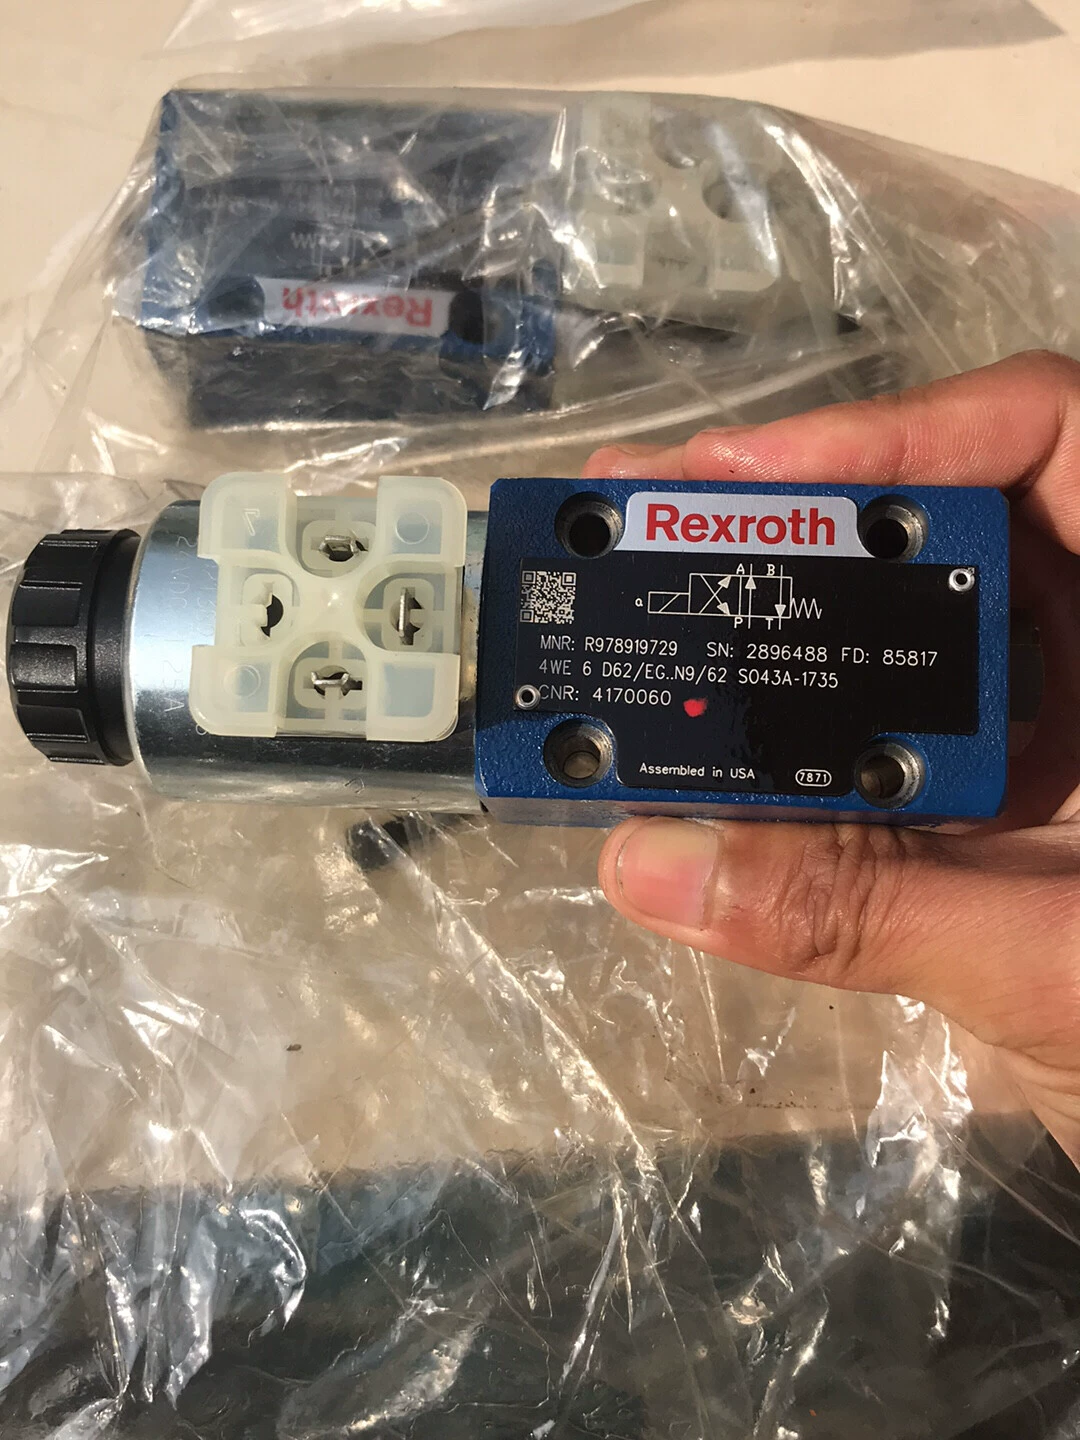 Rexroth
Rexroth
A B
a
P T
MNR: R978919729 SN: 2896488 FD: 85817
4WE 6 D62/EG..N9/62 S043A-1735
CNR: 4170060
Assembled in USA 7871